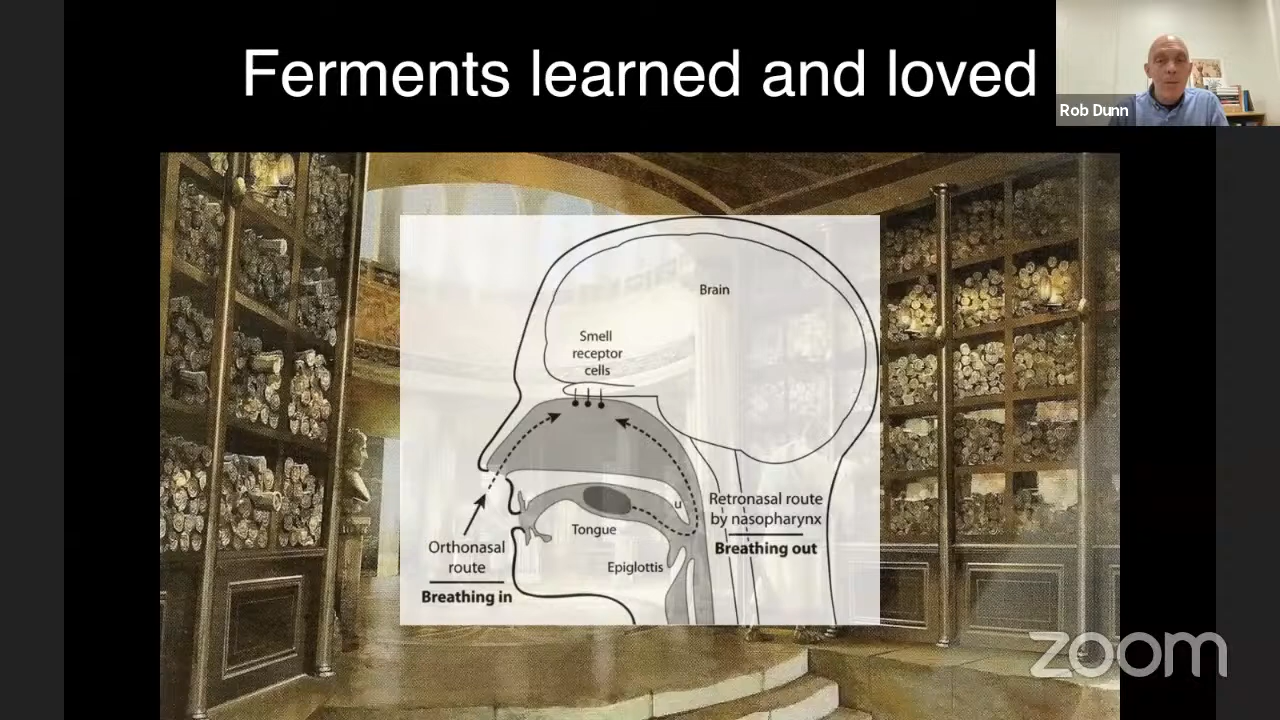 Ferments learned and loved
Rob Dunn
Brain
Smell
receptor
cells
u
Tongue
Epiglottis
Orthonasal
route
Breathing in
Retronasal route
by nasopharynx
Breathing out
zoom